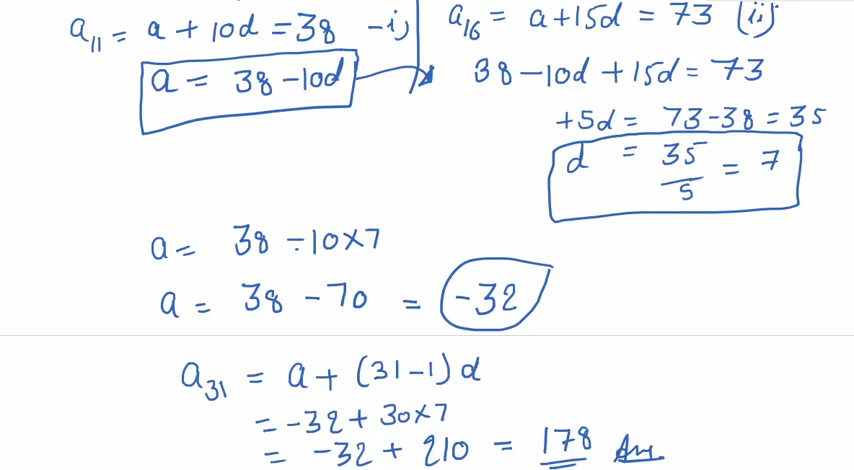 a₁₁ = a + 10d = 38 - i)
a = 38 - 10d
a₁₆ = a + 15d = 73 (ii)
38 - 10d + 15d = 73
+5d = 73 - 38 = 35
d = 35/5 = 7
a = 38 ÷ 10×7
a = 38 - 70 = -32
a₃₁ = a + (31-1) d
= -32 + 30×7
= -32 + 210 = 178 Ans